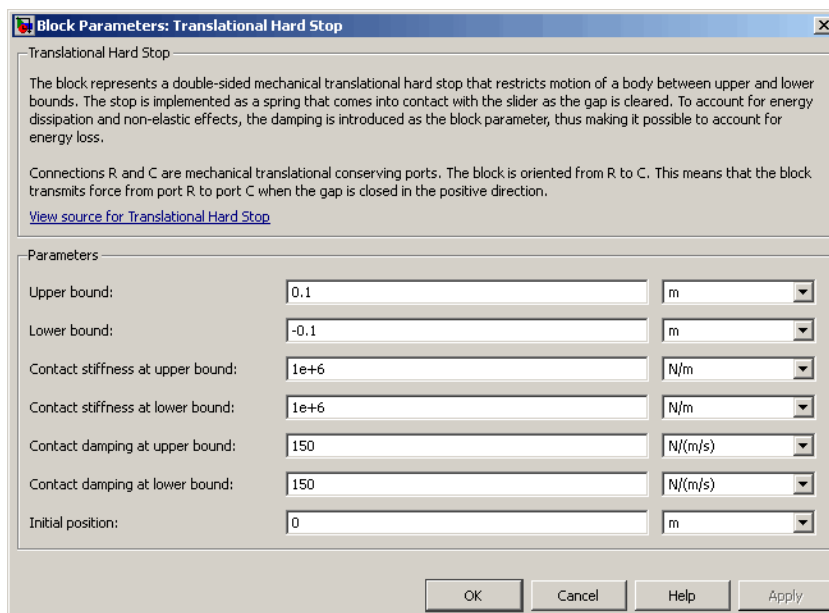 Block Parameters: Translational Hard Stop
Translational Hard Stop
The block represents a double-sided mechanical translational hard stop that restricts motion of a body between upper and lower
bounds. The stop is implemented as a spring that comes into contact with the slider as the gap is cleared. To account for energy
dissipation and non-elastic effects, the damping is introduced as the block parameter, thus making it possible to account for
energy loss.
Connections R and C are mechanical translational conserving ports. The block is oriented from R to C. This means that the block
transmits force from port R to port C when the gap is closed in the positive direction.
View source for Translational Hard Stop
Parameters
Upper bound: 0.1 m
Lower bound: -0.1 m
Contact stiffness at upper bound: 1e+6 N/m
Contact stiffness at lower bound: 1e+6 N/m
Contact damping at upper bound: 150 N/(m/s)
Contact damping at lower bound: 150 N/(m/s)
Initial position: 0 m
OK Cancel Help Apply